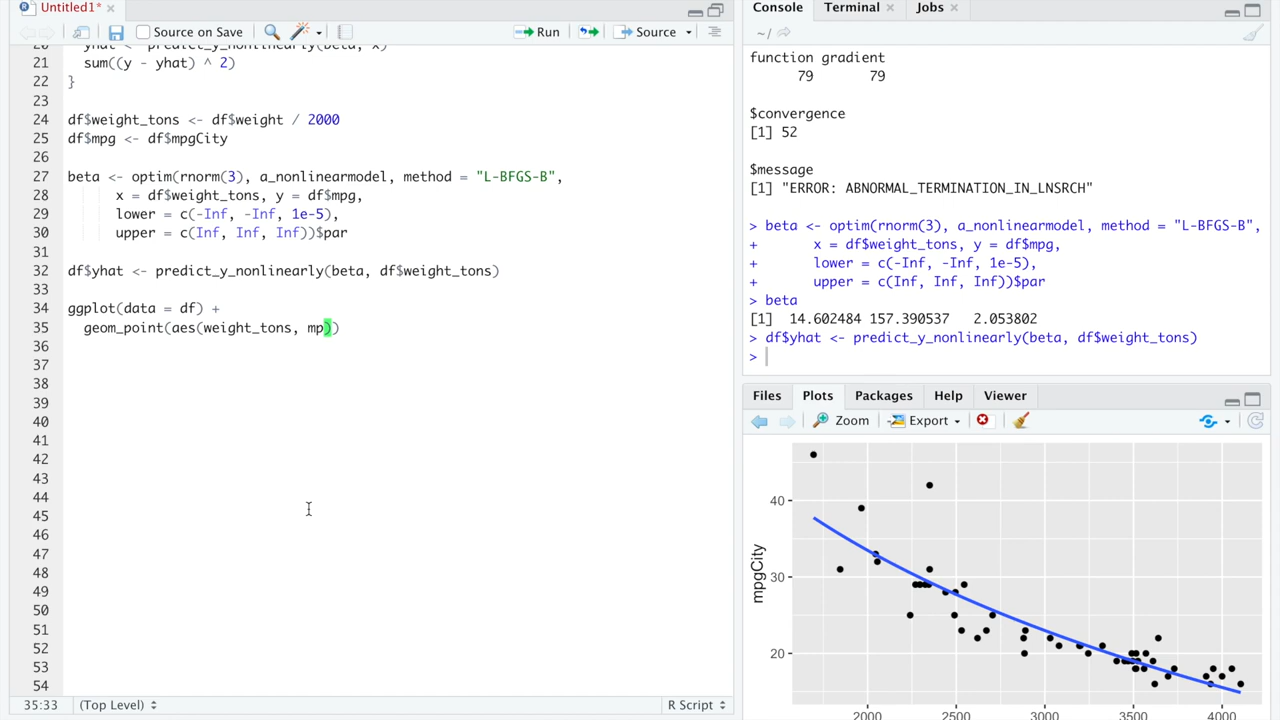 Untitled1*
Source on Save
Run
Source
20 yhat <- predict_y_nonlinearly(beta, x)
21 sum((y - yhat) ^ 2)
22 }
23
24 df$weight_tons <- df$weight / 2000
25 df$mpg <- df$mpgCity
26
27 beta <- optim(rnorm(3), a_nonlinearmodel, method = "L-BFGS-B",
28 x = df$weight_tons, y = df$mpg,
29 lower = c(-Inf, -Inf, 1e-5),
30 upper = c(Inf, Inf, Inf))$par
31
32 df$yhat <- predict_y_nonlinearly(beta, df$weight_tons)
33
34 ggplot(data = df) +
35 geom_point(aes(weight_tons, mp))
36
37
38
39
40
41
42
43
44
45
46
47
48
49
50
51
52
53
54
35:33 (Top Level) R Script
Console Terminal Jobs
~/
function gradient
79 79
$convergence
[1] 52
$message
[1] "ERROR: ABNORMAL_TERMINATION_IN_LNSRCH"
> beta <- optim(rnorm(3), a_nonlinearmodel, method = "L-BFGS-B",
+ x = df$weight_tons, y = df$mpg,
+ lower = c(-Inf, -Inf, 1e-5),
+ upper = c(Inf, Inf, Inf))$par
> beta
[1] 14.602484 157.390537 2.053802
> df$yhat <- predict_y_nonlinearly(beta, df$weight_tons)
>
Files Plots Packages Help Viewer
Zoom Export
40
30
20
mpgCity
2000 2500 3000 3500 4000